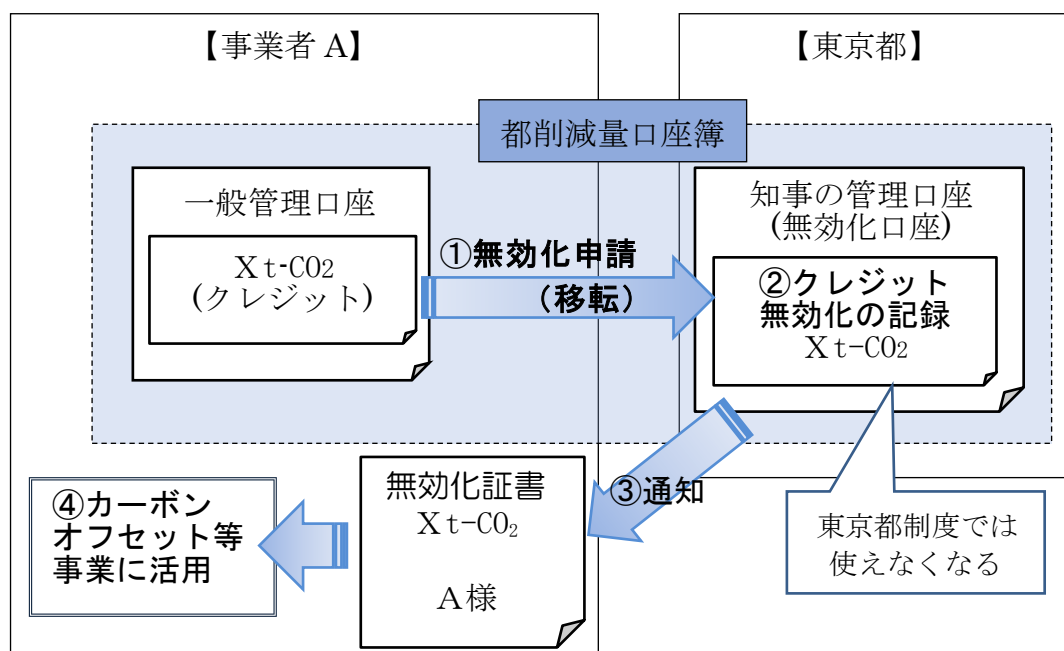 【事業者 A】
【東京都】
都削減量口座簿
一般管理口座
Ｘt-CO2
(クレジット)
①無効化申請
（移転）
知事の管理口座
(無効化口座)
②クレジット
無効化の記録
Ｘt-CO2
③通知
無効化証書
Ｘt-CO2
A様
④カーボン
オフセット等
事業に活用
東京都制度では
使えなくなる